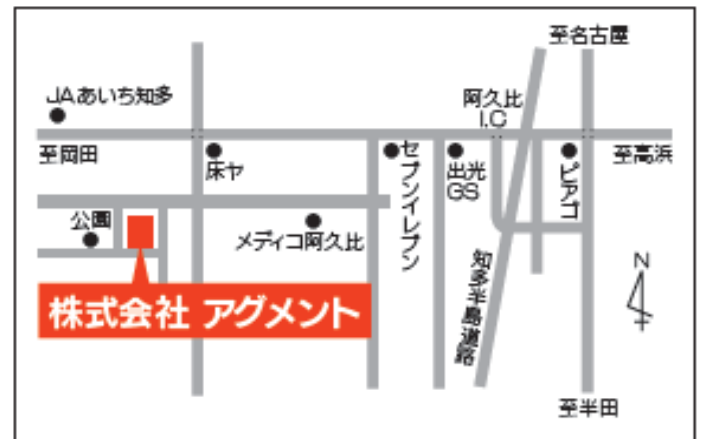 至名古屋
JAあいち知多
阿久比
I.C
至岡田
床ヤ
セブンイレブン
出光
GS
ピアゴ
至高浜
公園
メディコ阿久比
知多半島道路
N
株式会社 アグメント
至半田